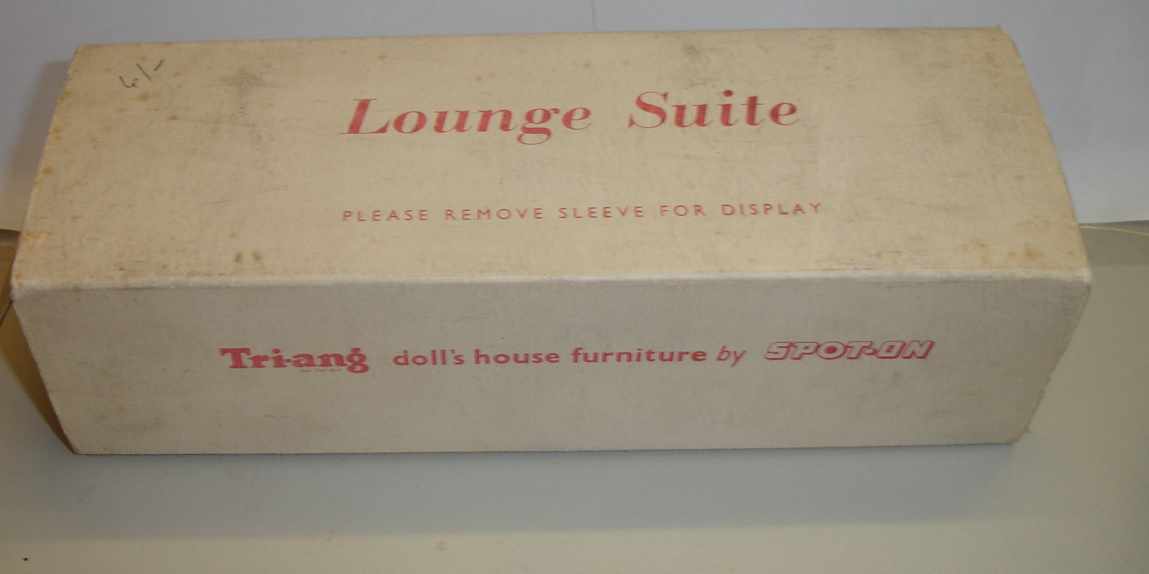 6/-
Lounge Suite
PLEASE REMOVE SLEEVE FOR DISPLAY
Tri-ang doll's house furniture by SPOT-ON